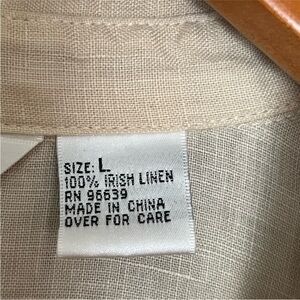 SIZE: L
100% IRISH LINEN
RN 96639
MADE IN CHINA
OVER FOR CARE